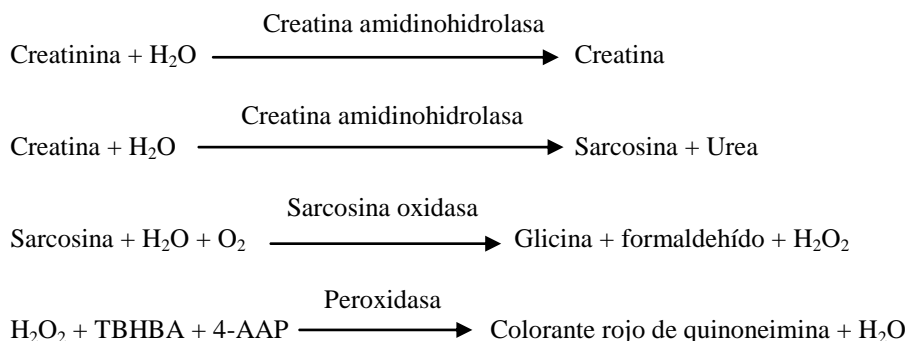 Creatina amidinohidrolasa
Creatinina + H₂O Creatina
Creatina amidinohidrolasa
Creatina + H₂O Sarcosina + Urea
Sarcosina oxidasa
Sarcosina + H₂O + O₂ Glicina + formaldehído + H₂O₂
Peroxidasa
H₂O₂ + TBHBA + 4-AAP Colorante rojo de quinoneimina + H₂O